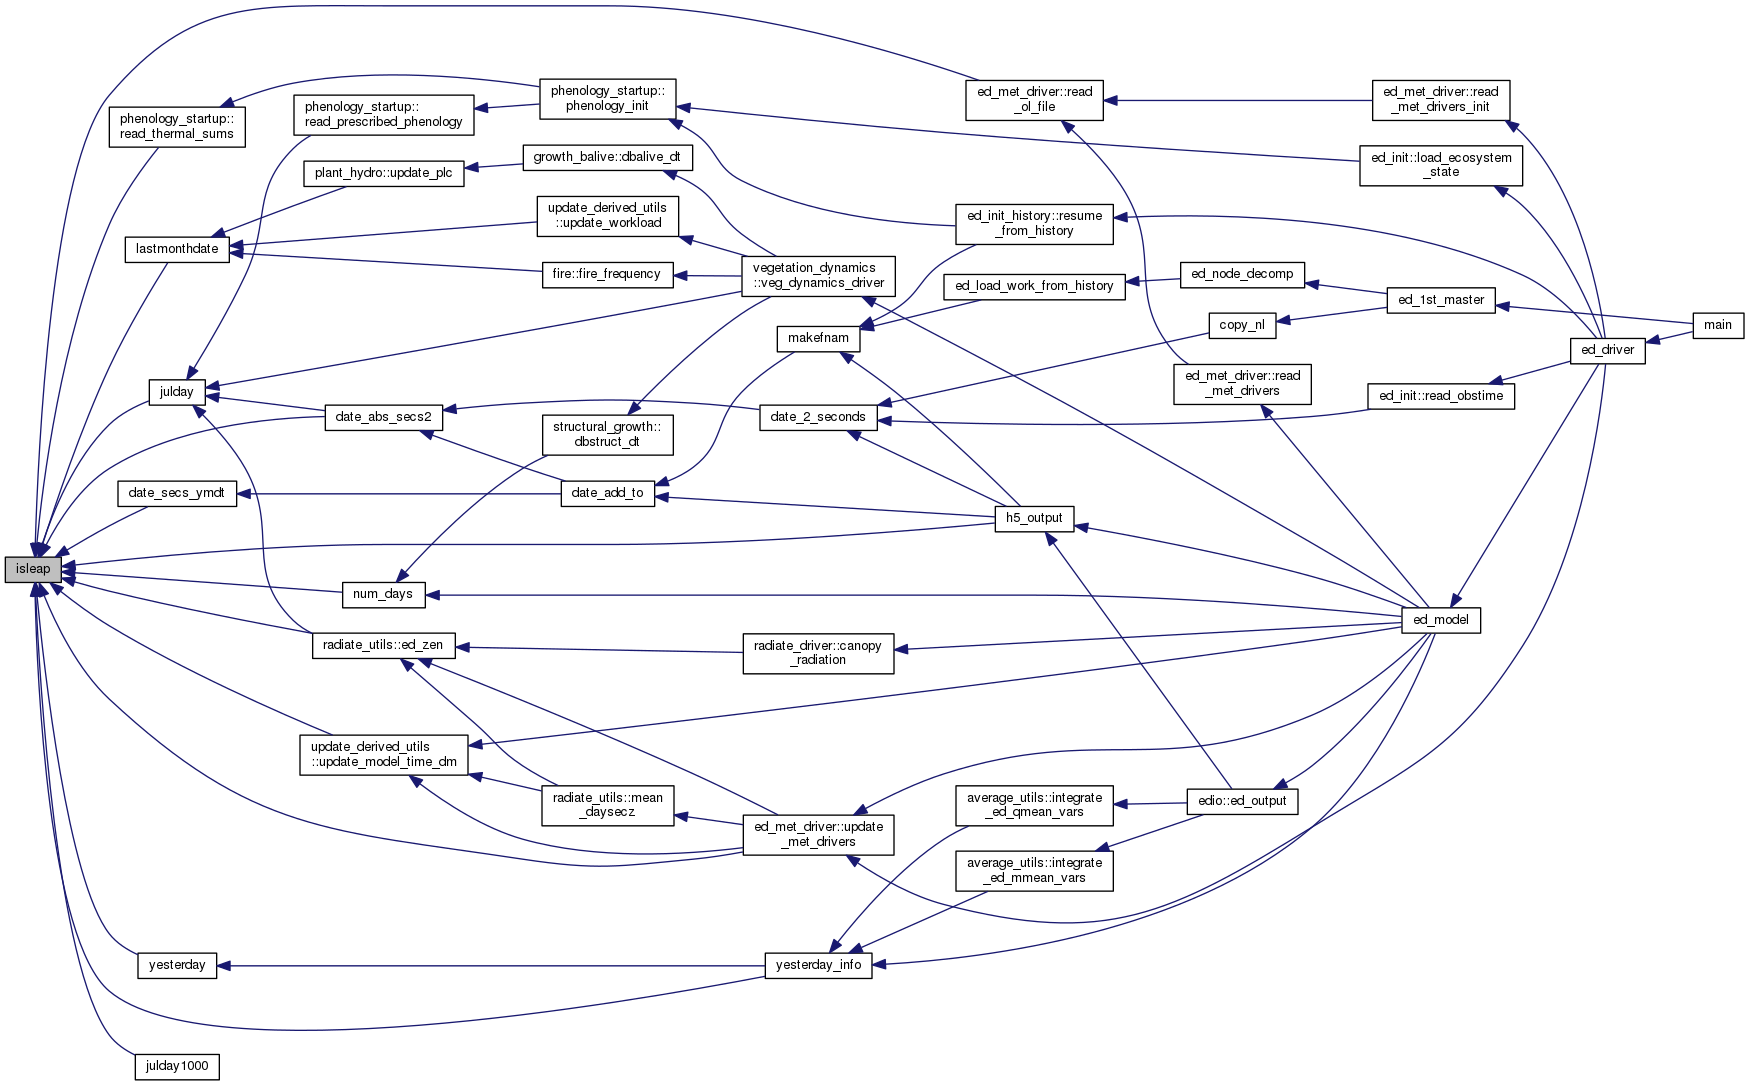 isleap
phenology_startup::
read_thermal_sums
lastmonthdate
julday
date_secs_ymdt
yesterday
julday1000
phenology_startup::
read_prescribed_phenology
plant_hydro::update_plc
date_abs_secs2
num_days
radiate_utils::ed_zen
update_derived_utils
::update_model_time_dm
phenology_startup::
phenology_init
growth_balive::dbalive_dt
update_derived_utils
::update_workload
fire::fire_frequency
structural_growth::
dbstruct_dt
date_add_to
radiate_utils::mean
_daysecz
vegetation_dynamics
::veg_dynamics_driver
makefnam
date_2_seconds
radiate_driver::canopy
_radiation
ed_met_driver::update
_met_drivers
yesterday_info
ed_met_driver::read
_ol_file
ed_init_history::resume
_from_history
ed_load_work_from_history
h5_output
average_utils::integrate
_ed_qmean_vars
average_utils::integrate
_ed_mmean_vars
ed_node_decomp
copy_nl
ed_met_driver::read
_met_drivers
edio::ed_output
ed_met_driver::read
_met_drivers_init
ed_init::load_ecosystem
_state
ed_1st_master
ed_init::read_obstime
ed_model
ed_driver
main